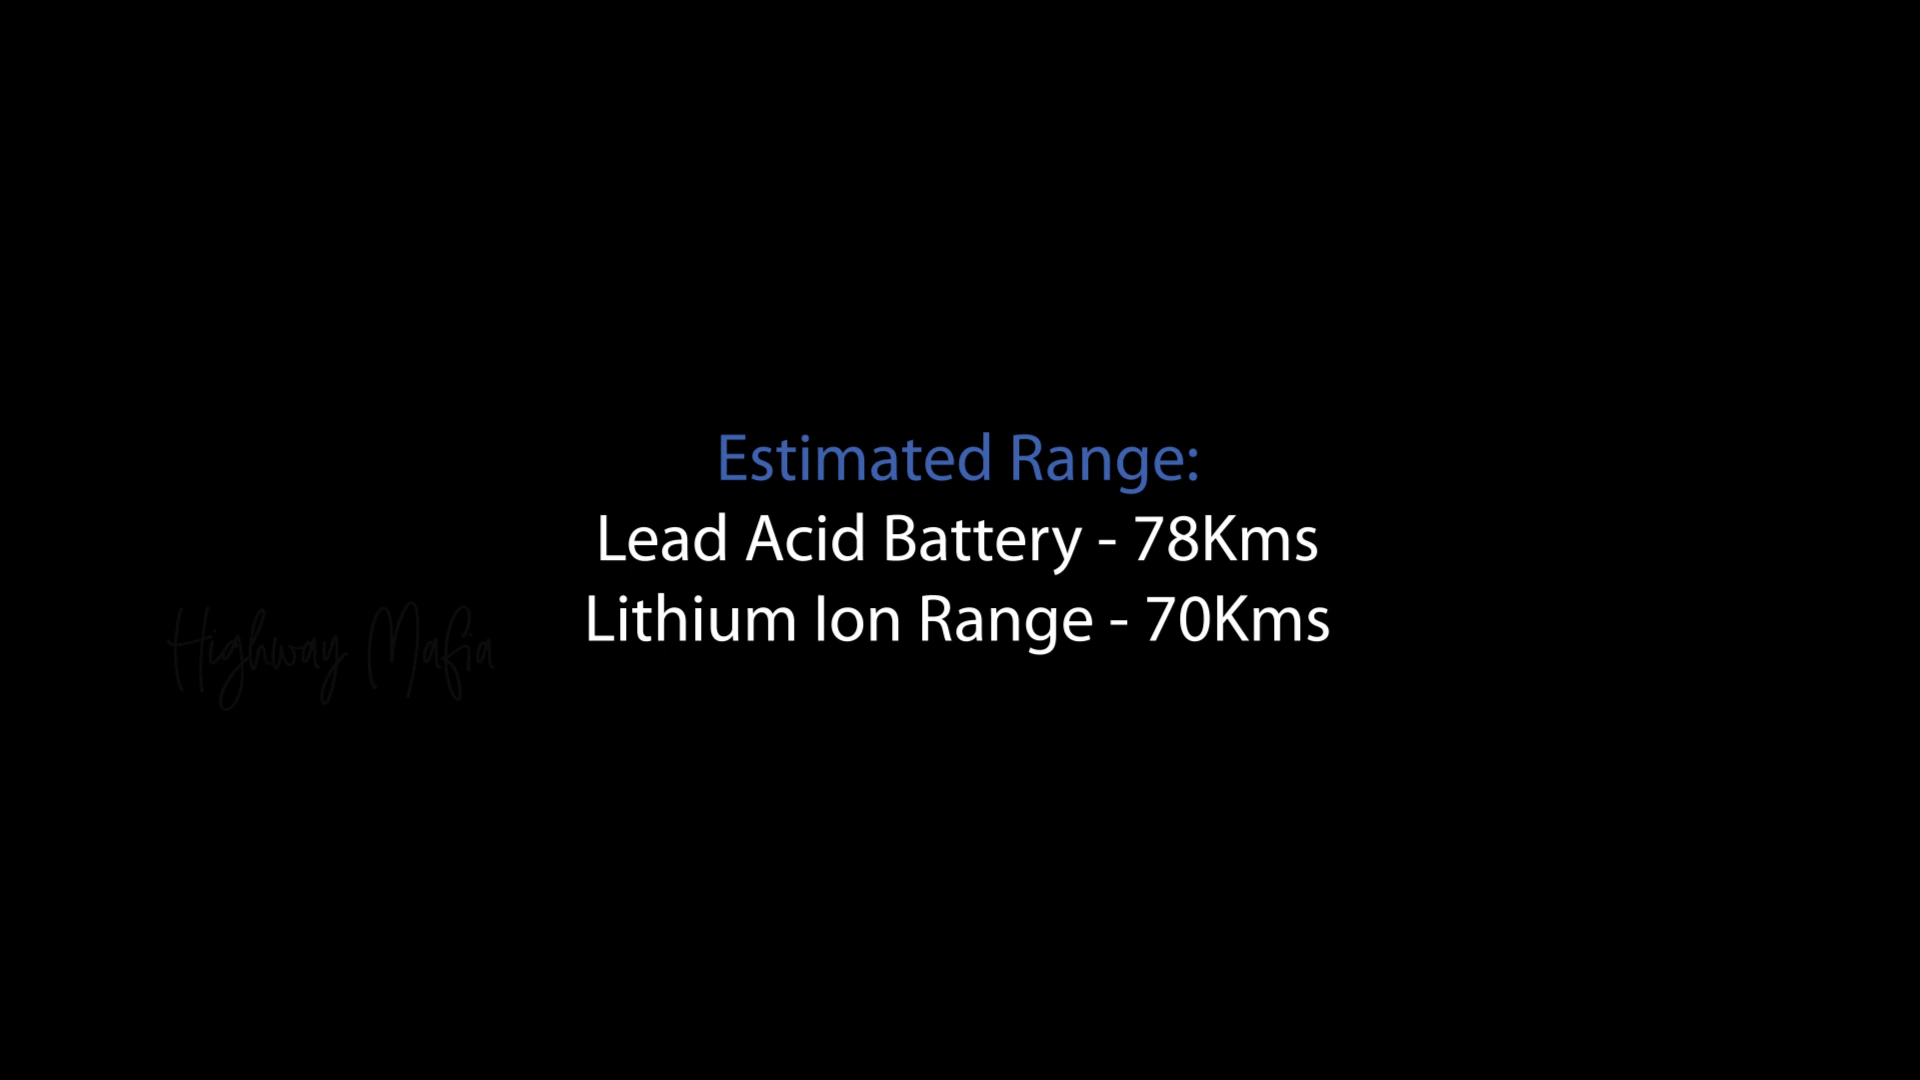 Estimated Range:
Lead Acid Battery - 78Kms
Lithium Ion Range - 70Kms
Highway Mafia